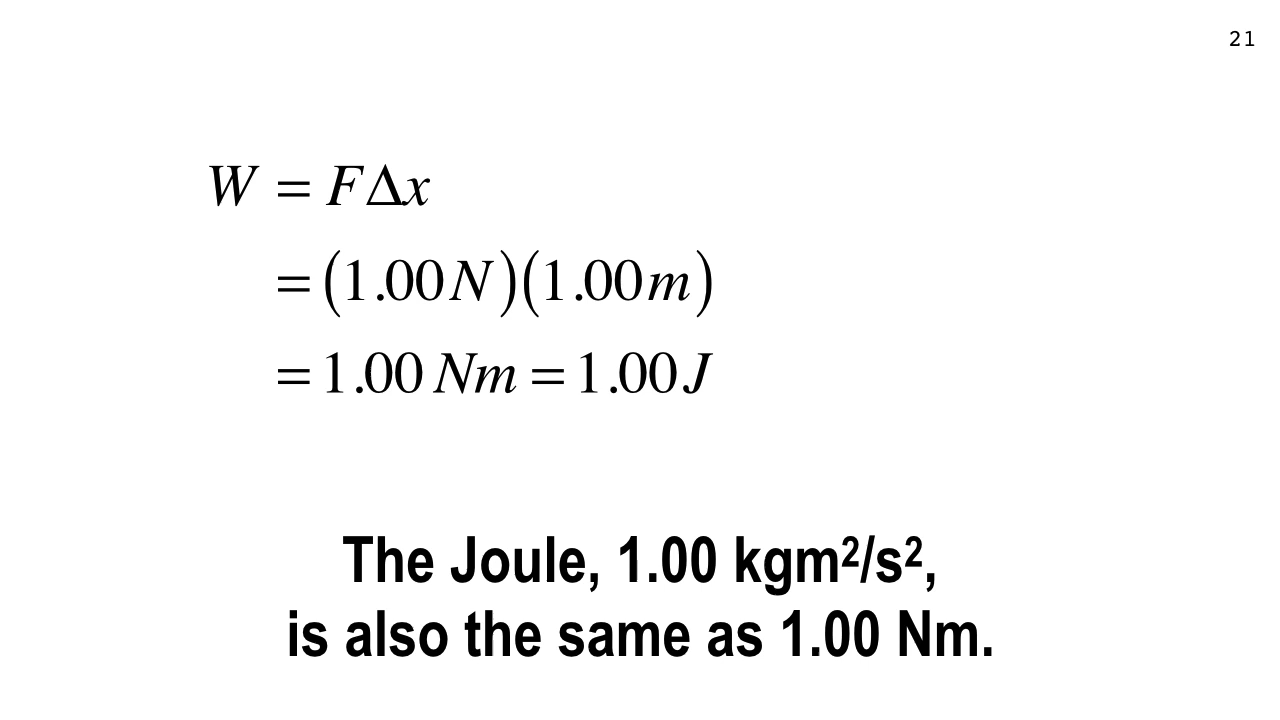 21
W = FΔx
= (1.00 N)(1.00 m)
= 1.00 Nm = 1.00 J
The Joule, 1.00 kgm²/s²,
is also the same as 1.00 Nm.